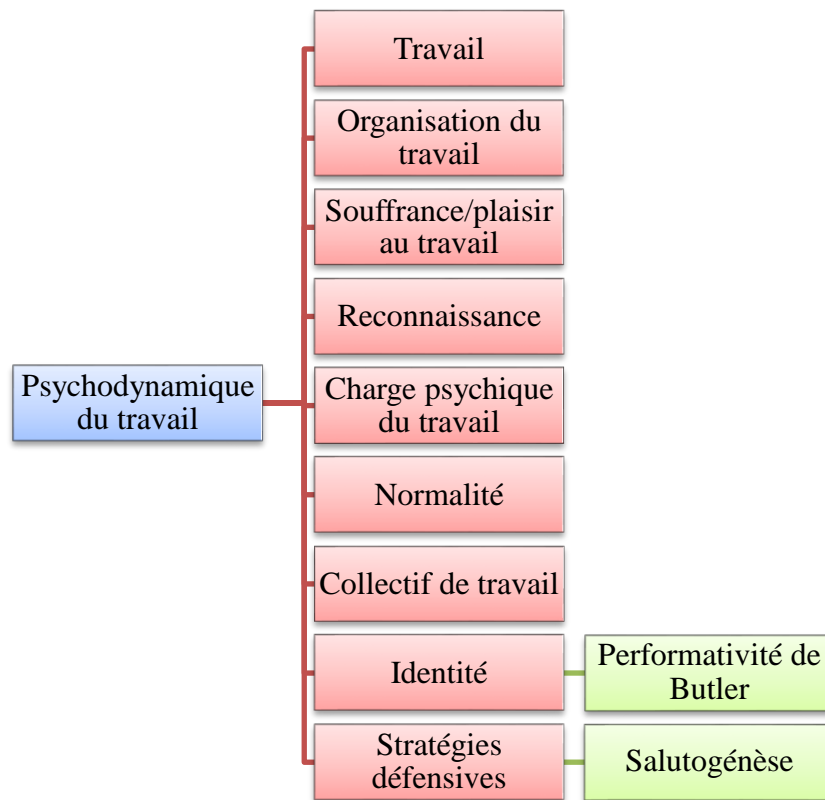 Travail
Organisation du
travail
Souffrance/plaisir
au travail
Reconnaissance
Psychodynamique
du travail
Charge psychique
du travail
Normalité
Collectif de travail
Identité
Performativité de
Butler
Stratégies
défensives
Salutogénèse